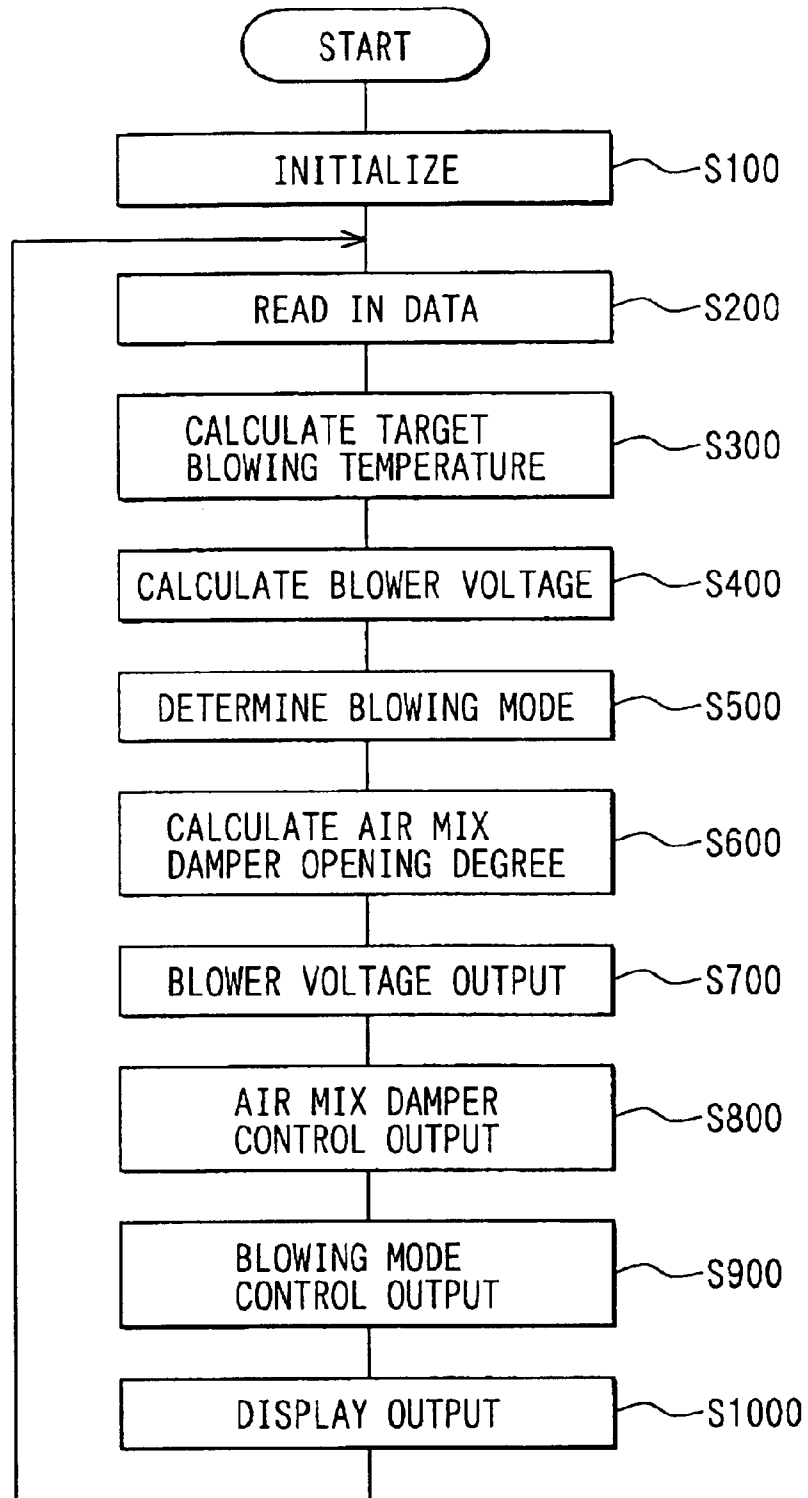 START
INITIALIZE
S100
READ IN DATA
S200
CALCULATE TARGET
BLOWING TEMPERATURE
S300
CALCULATE BLOWER VOLTAGE
S400
DETERMINE BLOWING MODE
S500
CALCULATE AIR MIX
DAMPER OPENING DEGREE
S600
BLOWER VOLTAGE OUTPUT
S700
AIR MIX DAMPER
CONTROL OUTPUT
S800
BLOWING MODE
CONTROL OUTPUT
S900
DISPLAY OUTPUT
S1000